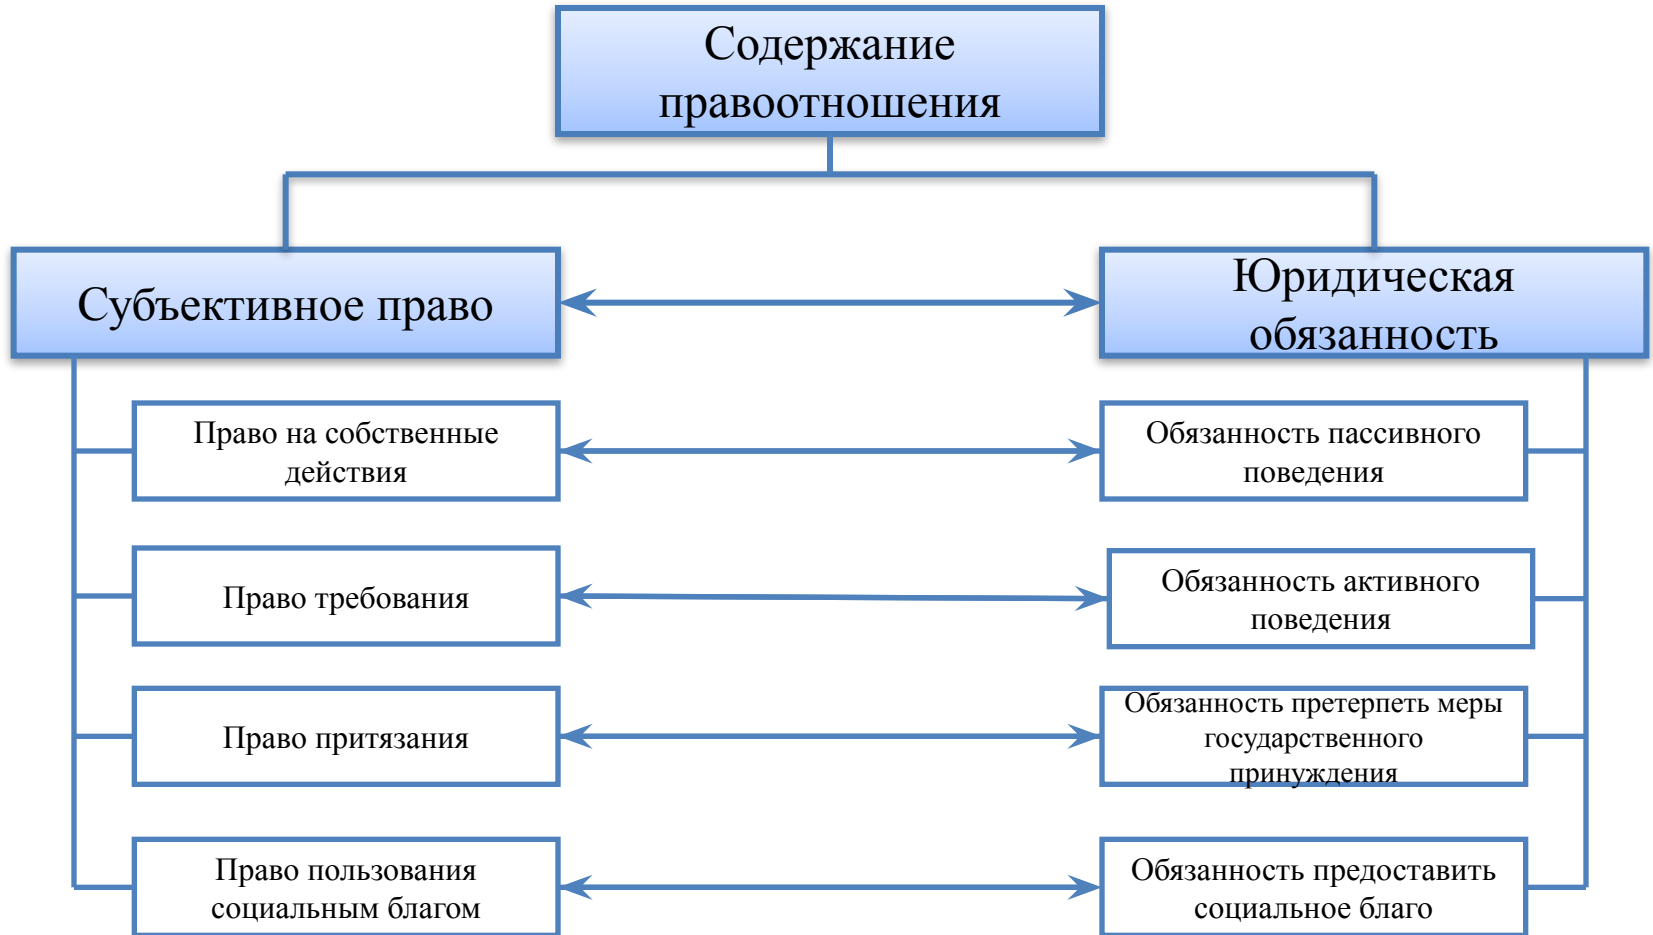 Содержание
правоотношения
Субъективное право
Юридическая
обязанность
Право на собственные
действия
Обязанность пассивного
поведения
Право требования
Обязанность активного
поведения
Право притязания
Обязанность претерпеть меры
государственного
принуждения
Право пользования
социальным благом
Обязанность предоставить
социальное благо